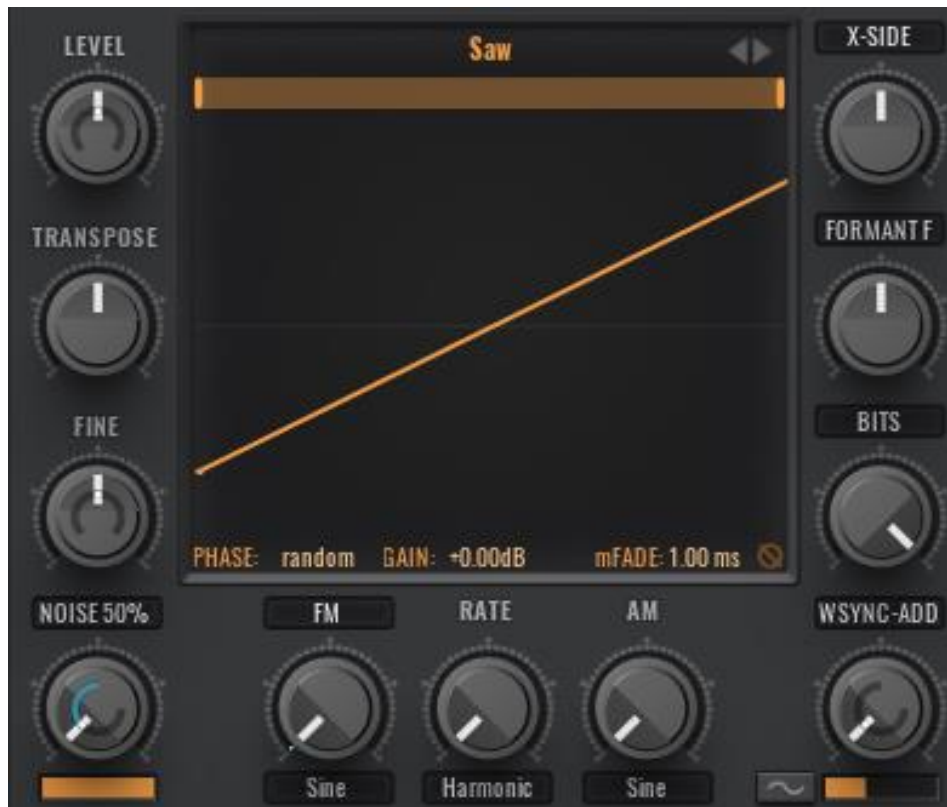 LEVEL
Saw
X-SIDE
TRANSPOSE
FORMANT F
FINE
BITS
PHASE: random GAIN: +0.00dB mFADE: 1.00 ms
NOISE 50%
FM
RATE
AM
WSYNC-ADD
Sine
Harmonic
Sine